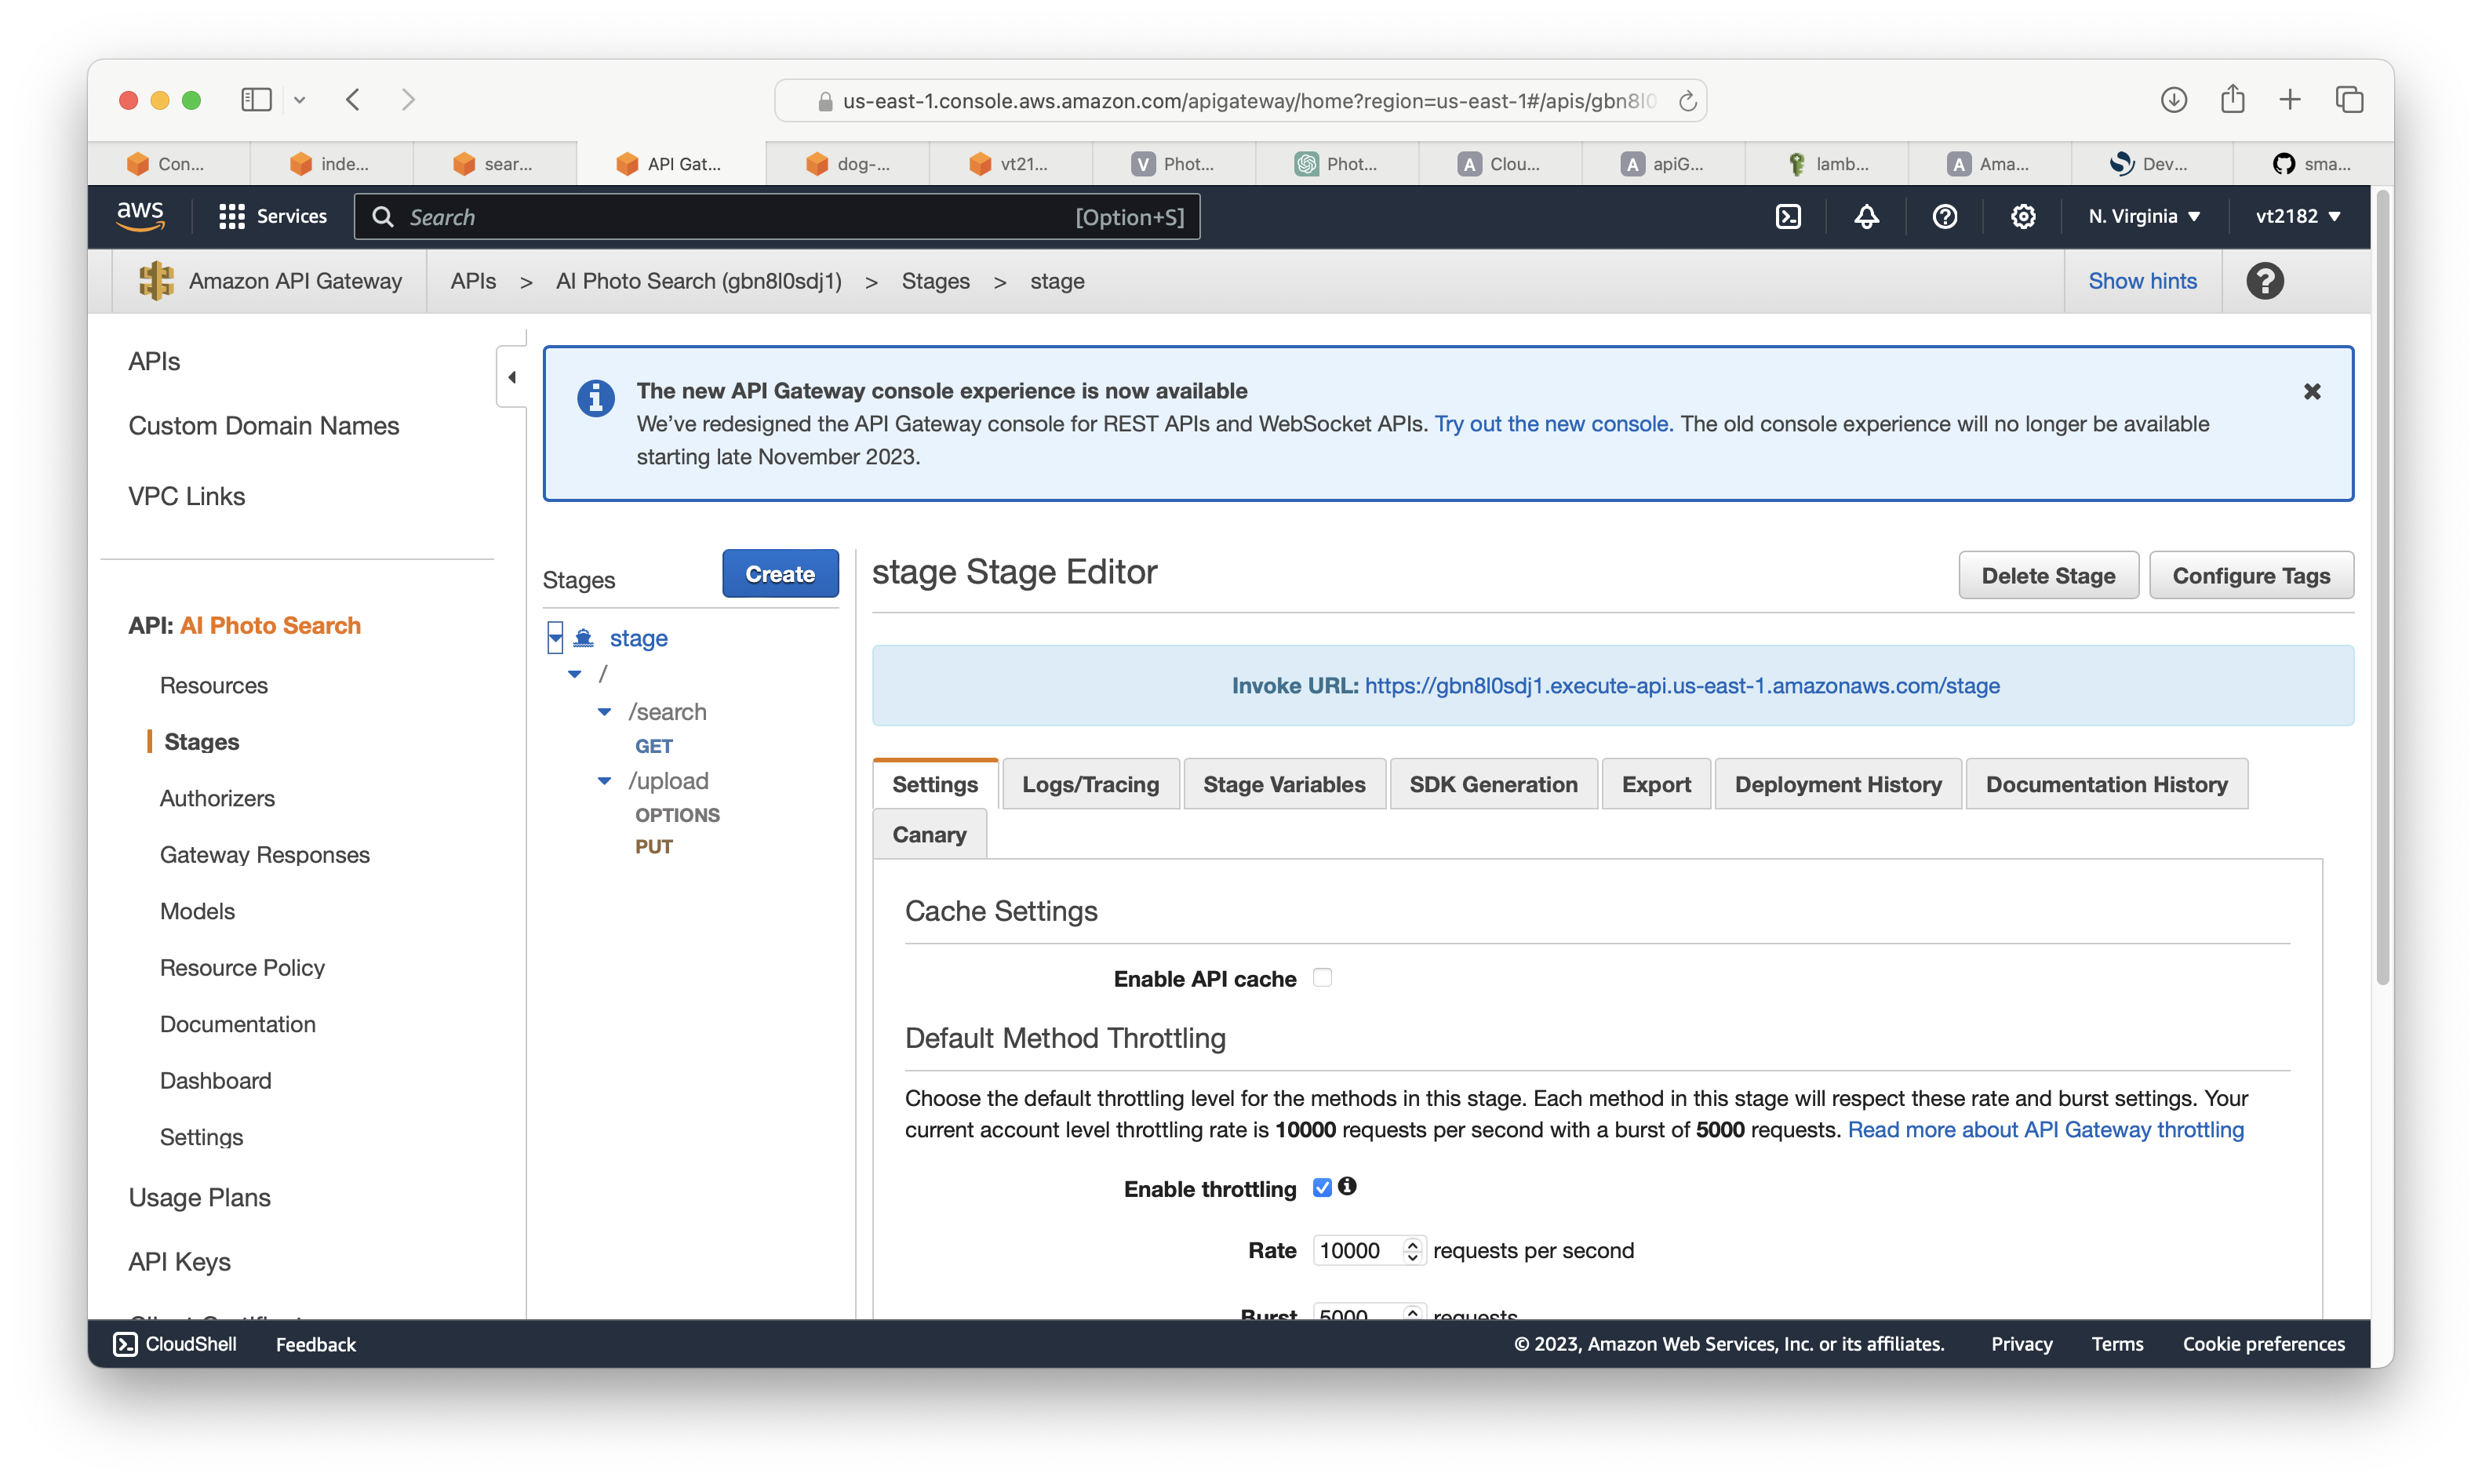 us-east-1.console.aws.amazon.com/apigateway/home?region=us-east-1#/apis/gbn8l0
Con...
inde...
sear...
API Gat...
dog-...
vt21...
V Phot...
Phot...
A Clou...
A apiG...
lamb...
A Ama...
Dev...
sma...
aws
Services
Search
[Option+S]
N. Virginia
vt2182
Amazon API Gateway
APIs > AI Photo Search (gbn8l0sdj1) > Stages > stage
Show hints
APIs
Custom Domain Names
VPC Links
API: AI Photo Search
Resources
Stages
Authorizers
Gateway Responses
Models
Resource Policy
Documentation
Dashboard
Settings
Usage Plans
API Keys
The new API Gateway console experience is now available
We've redesigned the API Gateway console for REST APIs and WebSocket APIs. Try out the new console. The old console experience will no longer be available
starting late November 2023.
Stages
Create
stage
/
/search
GET
/upload
OPTIONS
PUT
stage Stage Editor
Delete Stage
Configure Tags
Invoke URL: https://gbn8l0sdj1.execute-api.us-east-1.amazonaws.com/stage
Settings
Logs/Tracing
Stage Variables
SDK Generation
Export
Deployment History
Documentation History
Canary
Cache Settings
Enable API cache
Default Method Throttling
Choose the default throttling level for the methods in this stage. Each method in this stage will respect these rate and burst settings. Your
current account level throttling rate is 10000 requests per second with a burst of 5000 requests. Read more about API Gateway throttling
Enable throttling
Rate 10000 requests per second
Burst 5000 requests
CloudShell
Feedback
© 2023, Amazon Web Services, Inc. or its affiliates.
Privacy
Terms
Cookie preferences